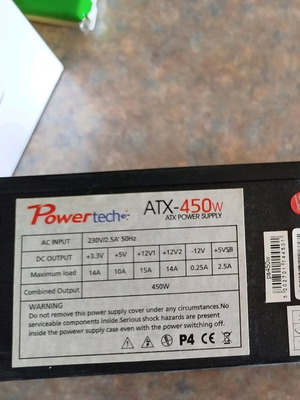 Powertech
ATX-450W
ATX POWER SUPPLY
AC INPUT 230V/2.5A' 50Hz
DC OUTPUT +3.3V +5V +12V1 +12V2 -12V +5VSB
Maximum load 14A 10A 15A 14A 0.25A 2.5A
Combined Output 450W
WARNING
Do not remove this power supply cover under any circumstances.No
serviceable components inside.Serious shock and hazards are present
inside the powewr supply case even with the power switching off.
P4 CE